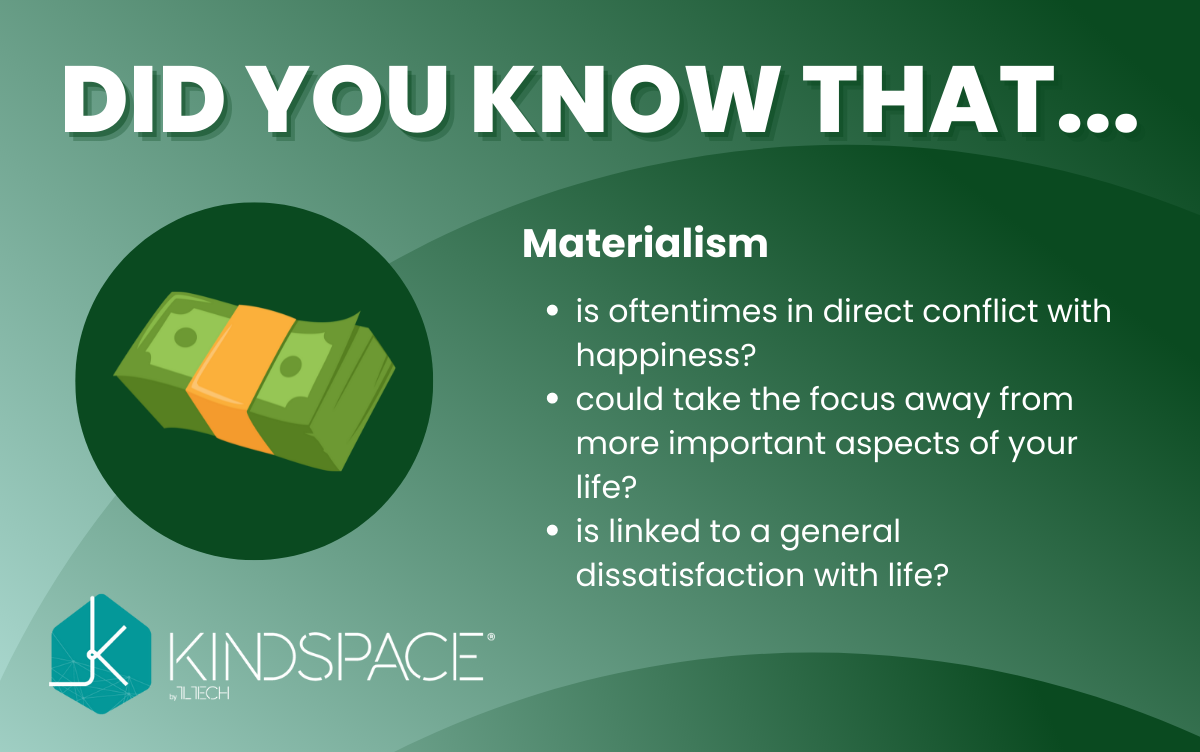 DID YOU KNOW THAT...
Materialism
• is oftentimes in direct conflict with
happiness?
• could take the focus away from
more important aspects of your
life?
• is linked to a general
dissatisfaction with life?
KINDSPACE®
by 1L1TECH